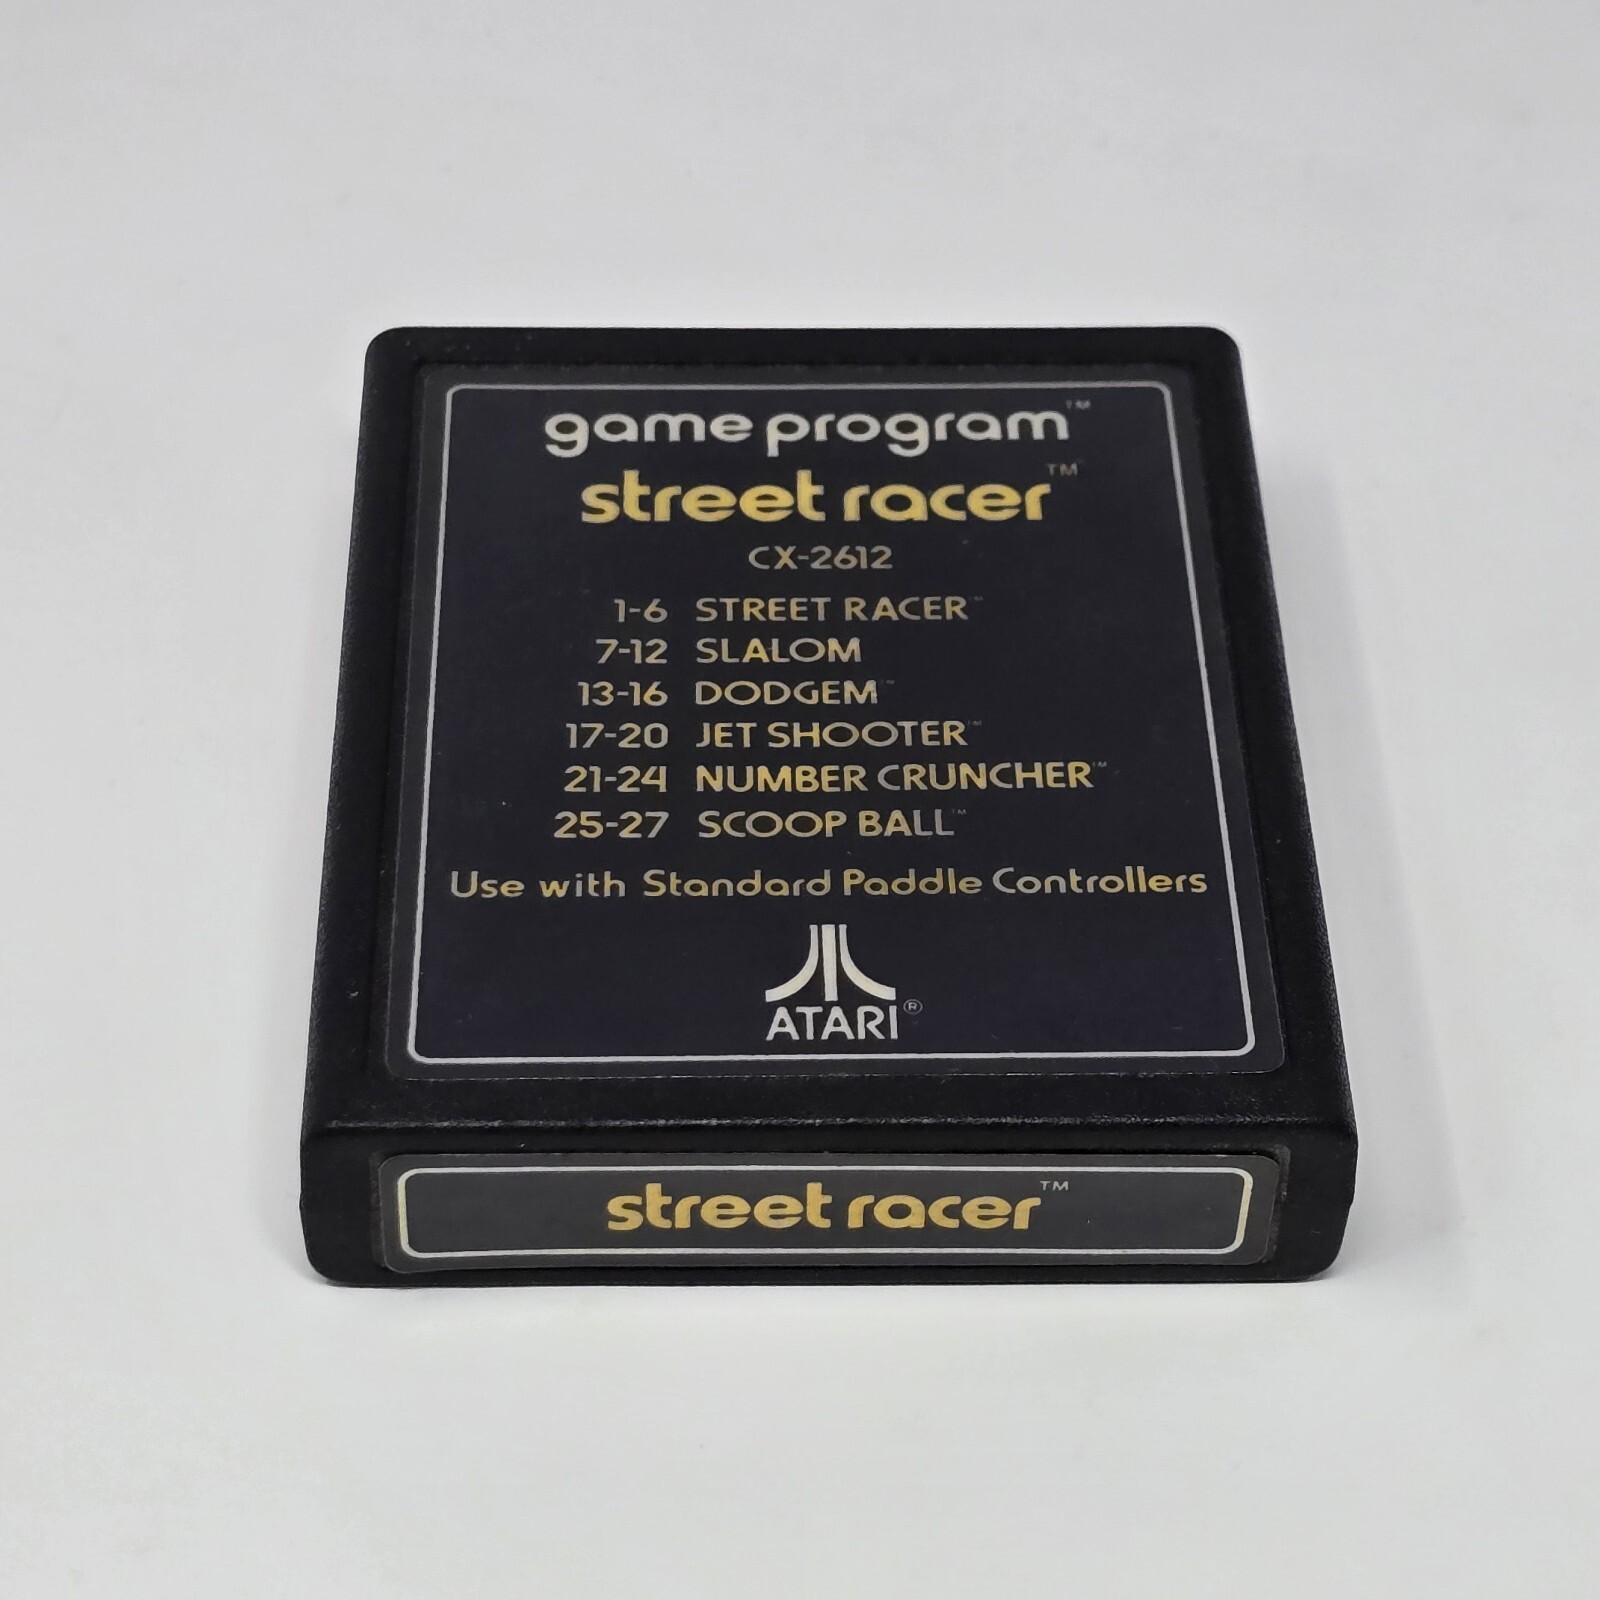 game program™
street racer™
CX-2612
1-6 STREET RACER™
7-12 SLALOM
13-16 DODGEM™
17-20 JET SHOOTER™
21-24 NUMBER CRUNCHER™
25-27 SCOOP BALL™
Use with Standard Paddle Controllers
ATARI®
street racer™